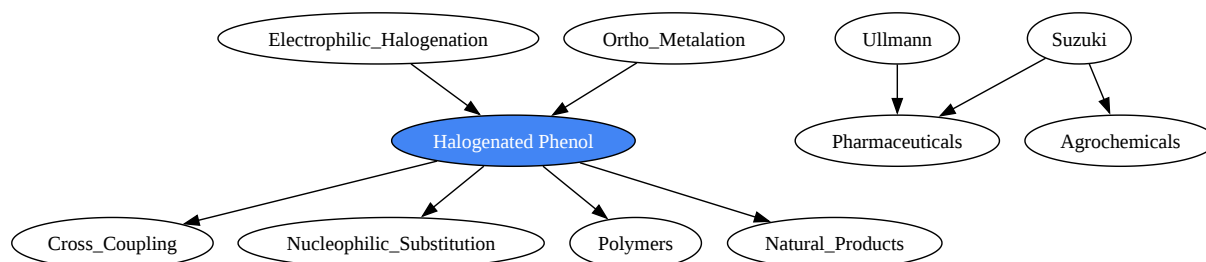 Electrophilic_Halogenation
Ortho_Metalation
Ullmann
Suzuki
Halogenated Phenol
Pharmaceuticals
Agrochemicals
Cross_Coupling
Nucleophilic_Substitution
Polymers
Natural_Products